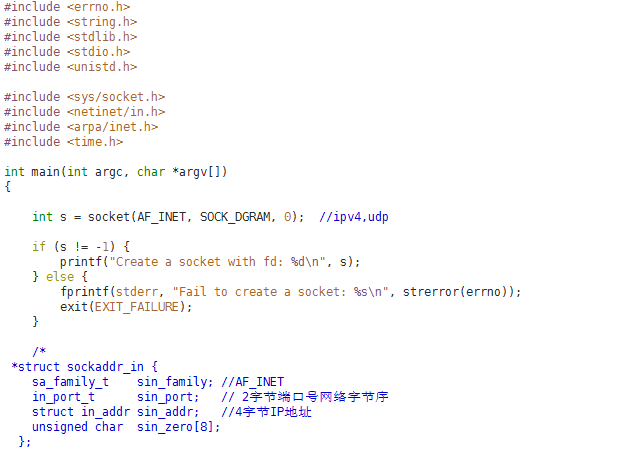 #include <errno.h>
#include <string.h>
#include <stdlib.h>
#include <stdio.h>
#include <unistd.h>

#include <sys/socket.h>
#include <netinet/in.h>
#include <arpa/inet.h>
#include <time.h>

int main(int argc, char *argv[])
{

    int s = socket(AF_INET, SOCK_DGRAM, 0);  //ipv4,udp

    if (s != -1) {
        printf("Create a socket with fd: %d\n", s);
    } else {
        fprintf(stderr, "Fail to create a socket: %s\n", strerror(errno));
        exit(EXIT_FAILURE);
    }

    /*
 *struct sockaddr_in {
    sa_family_t    sin_family; //AF_INET
    in_port_t      sin_port;   // 2字节端口号网络字节序
    struct in_addr sin_addr;   //4字节IP地址
    unsigned char  sin_zero[8];
  };